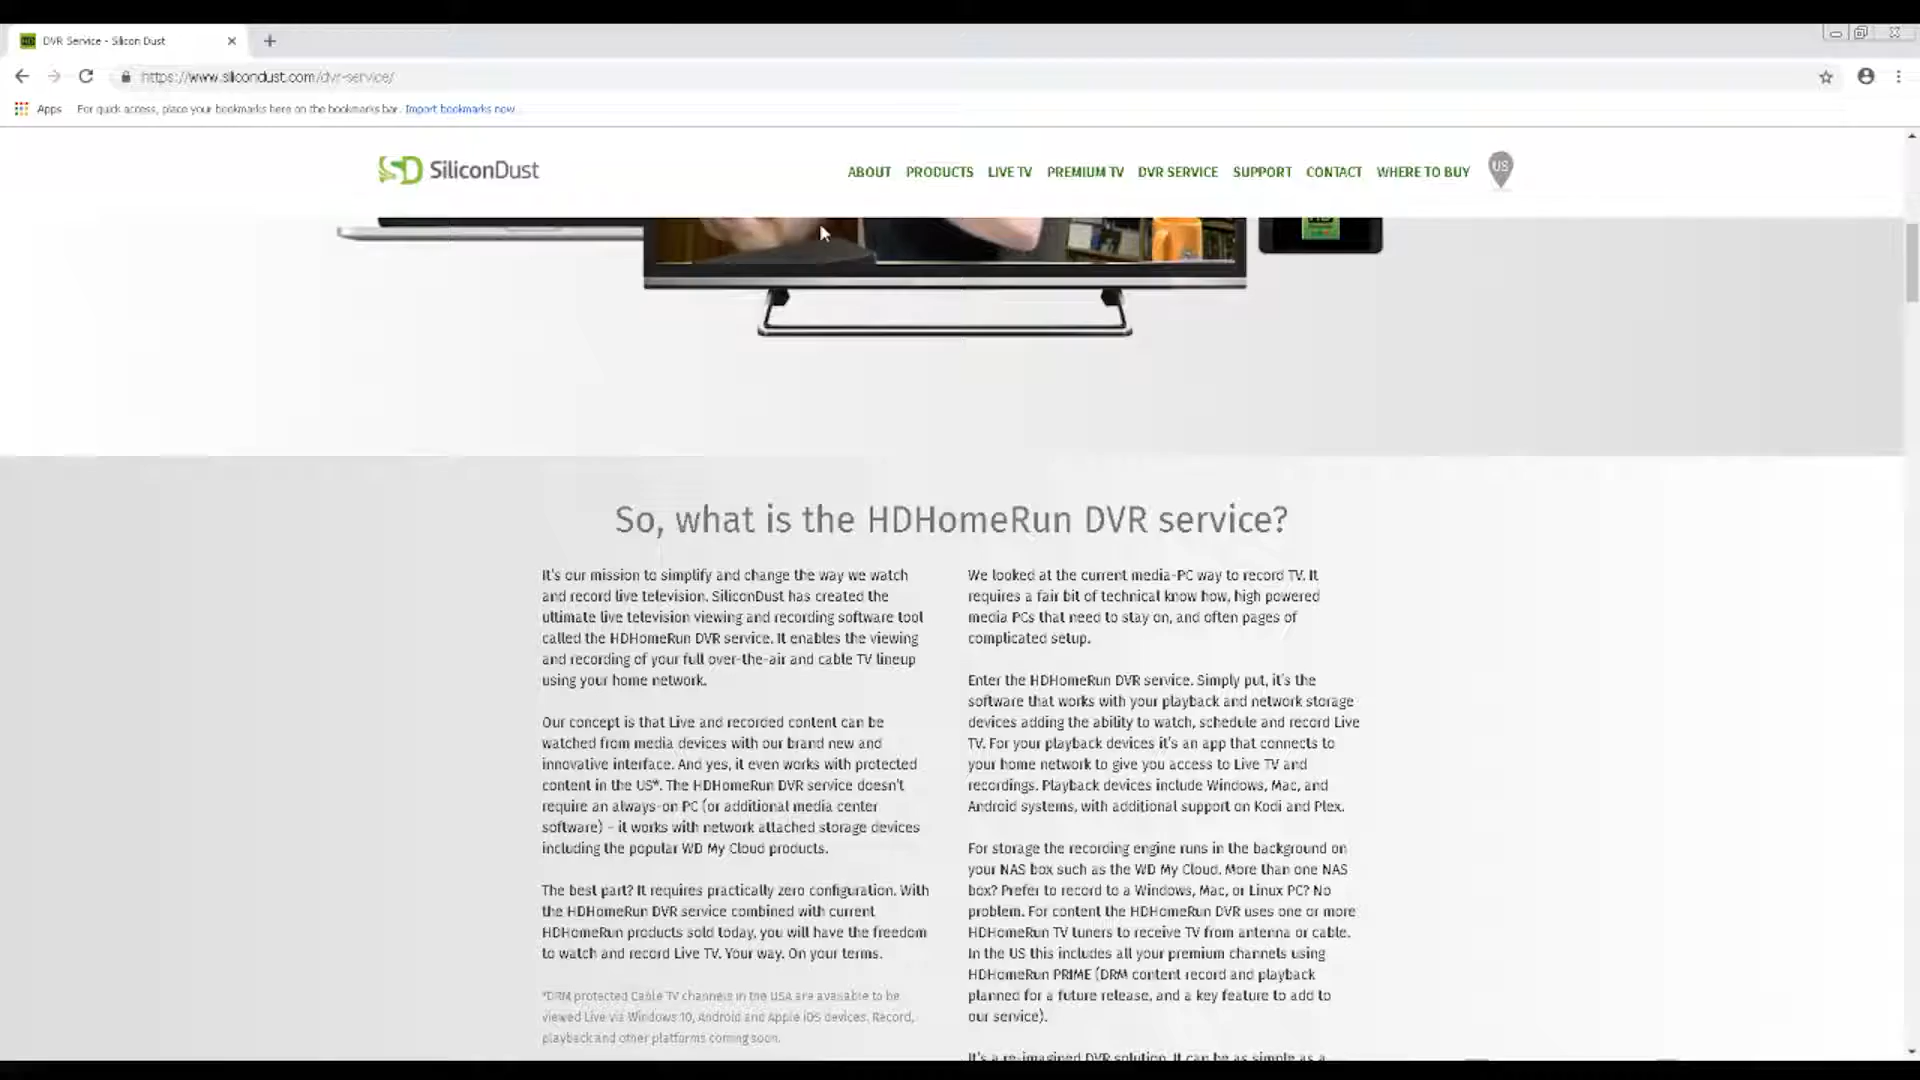 DVR Service - Silicon Dust
https://www.silicondust.com/dvr-service/
Apps For quick access, place your bookmarks here on the bookmarks bar. Import bookmarks now...
SD SiliconDust
ABOUT PRODUCTS LIVE TV PREMIUM TV DVR SERVICE SUPPORT CONTACT WHERE TO BUY US
HD
So, what is the HDHomeRun DVR service?
It's our mission to simplify and change the way we watch
and record live television. SiliconDust has created the
ultimate live television viewing and recording software tool
called the HDHomeRun DVR service. It enables the viewing
and recording of your full over-the-air and cable TV lineup
using your home network.
Our concept is that Live and recorded content can be
watched from media devices with our brand new and
innovative interface. And yes, it even works with protected
content in the US*. The HDHomeRun DVR service doesn't
require an always-on PC (or additional media center
software) - it works with network attached storage devices
including the popular WD My Cloud products.
The best part? It requires practically zero configuration. With
the HDHomeRun DVR service combined with current
HDHomeRun products sold today, you will have the freedom
to watch and record Live TV. Your way. On your terms.
*DRM protected Cable TV channels in the USA are available to be
viewed Live via Windows 10, Android and Apple iOS devices. Record,
playback and other platforms coming soon.
We looked at the current media-PC way to record TV. It
requires a fair bit of technical know how, high powered
media PCs that need to stay on, and often pages of
complicated setup.
Enter the HDHomeRun DVR service. Simply put, it's the
software that works with your playback and network storage
devices adding the ability to watch, schedule and record Live
TV. For your playback devices it's an app that connects to
your home network to give you access to Live TV and
recordings. Playback devices include Windows, Mac, and
Android systems, with additional support on Kodi and Plex.
For storage the recording engine runs in the background on
your NAS box such as the WD My Cloud. More than one NAS
box? Prefer to record to a Windows, Mac, or Linux PC? No
problem. For content the HDHomeRun DVR uses one or more
HDHomeRun TV tuners to receive TV from antenna or cable.
In the US this includes all your premium channels using
HDHomeRun PRIME (DRM content record and playback
planned for a future release, and a key feature to add to
our service).
It's a re-imagined DVR solution. It can be as simple as a